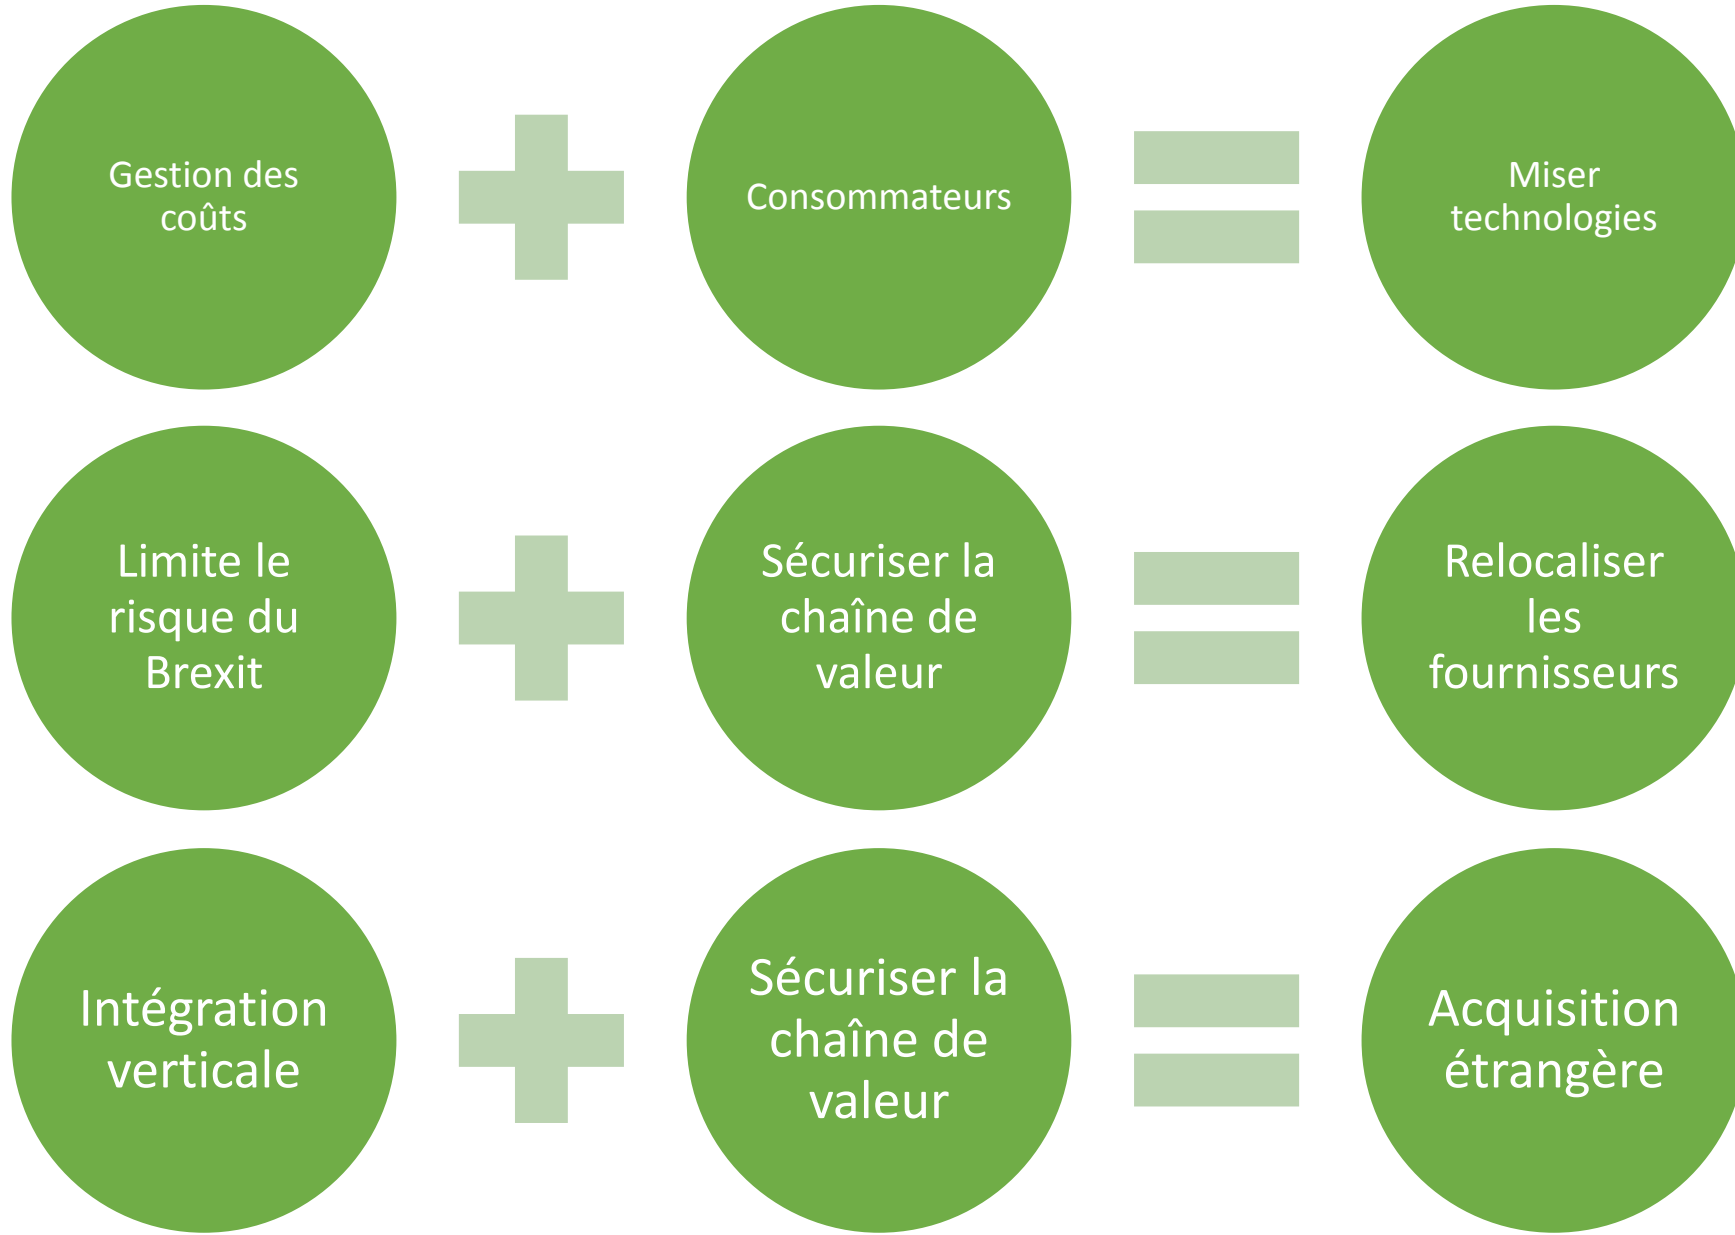 Gestion des
coûts
Consommateurs
Miser
technologies
Limite le
risque du
Brexit
Sécuriser la
chaîne de
valeur
Relocaliser
les
fournisseurs
Intégration
verticale
Sécuriser la
chaîne de
valeur
Acquisition
étrangère